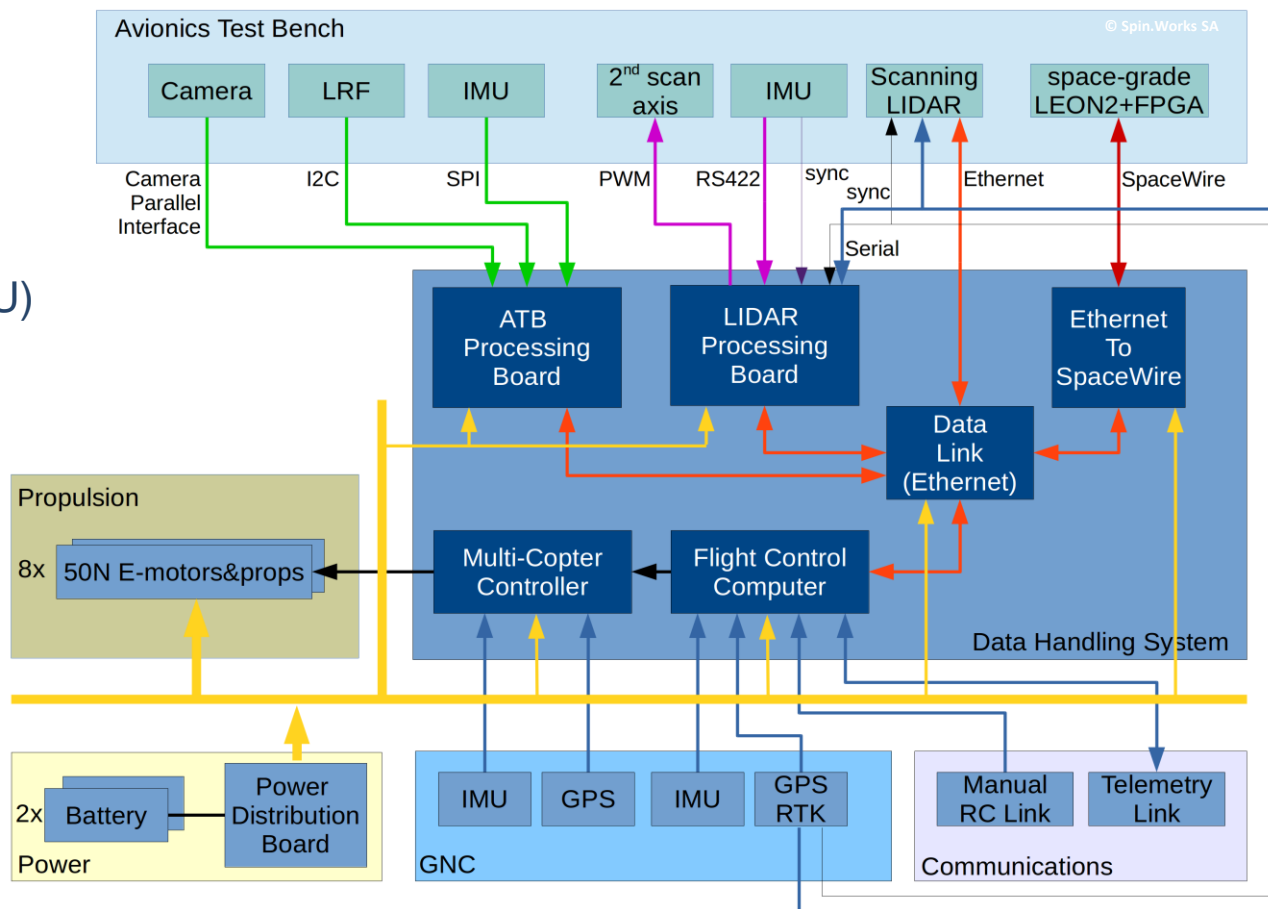 Avionics Test Bench
© Spin.Works SA
Camera
LRF
IMU
2nd scan
axis
IMU
Scanning
LIDAR
space-grade
LEON2+FPGA
Camera
Parallel
Interface
I2C
SPI
PWM
RS422
sync
sync
Ethernet
SpaceWire
Serial
U)
ATB
Processing
Board
LIDAR
Processing
Board
Ethernet
To
SpaceWire
Data
Link
(Ethernet)
Propulsion
8x
50N E-motors&props
Multi-Copter
Controller
Flight Control
Computer
Data Handling System
2x
Battery
Power
Distribution
Board
Power
IMU
GPS
IMU
GPS
RTK
GNC
Manual
RC Link
Telemetry
Link
Communications